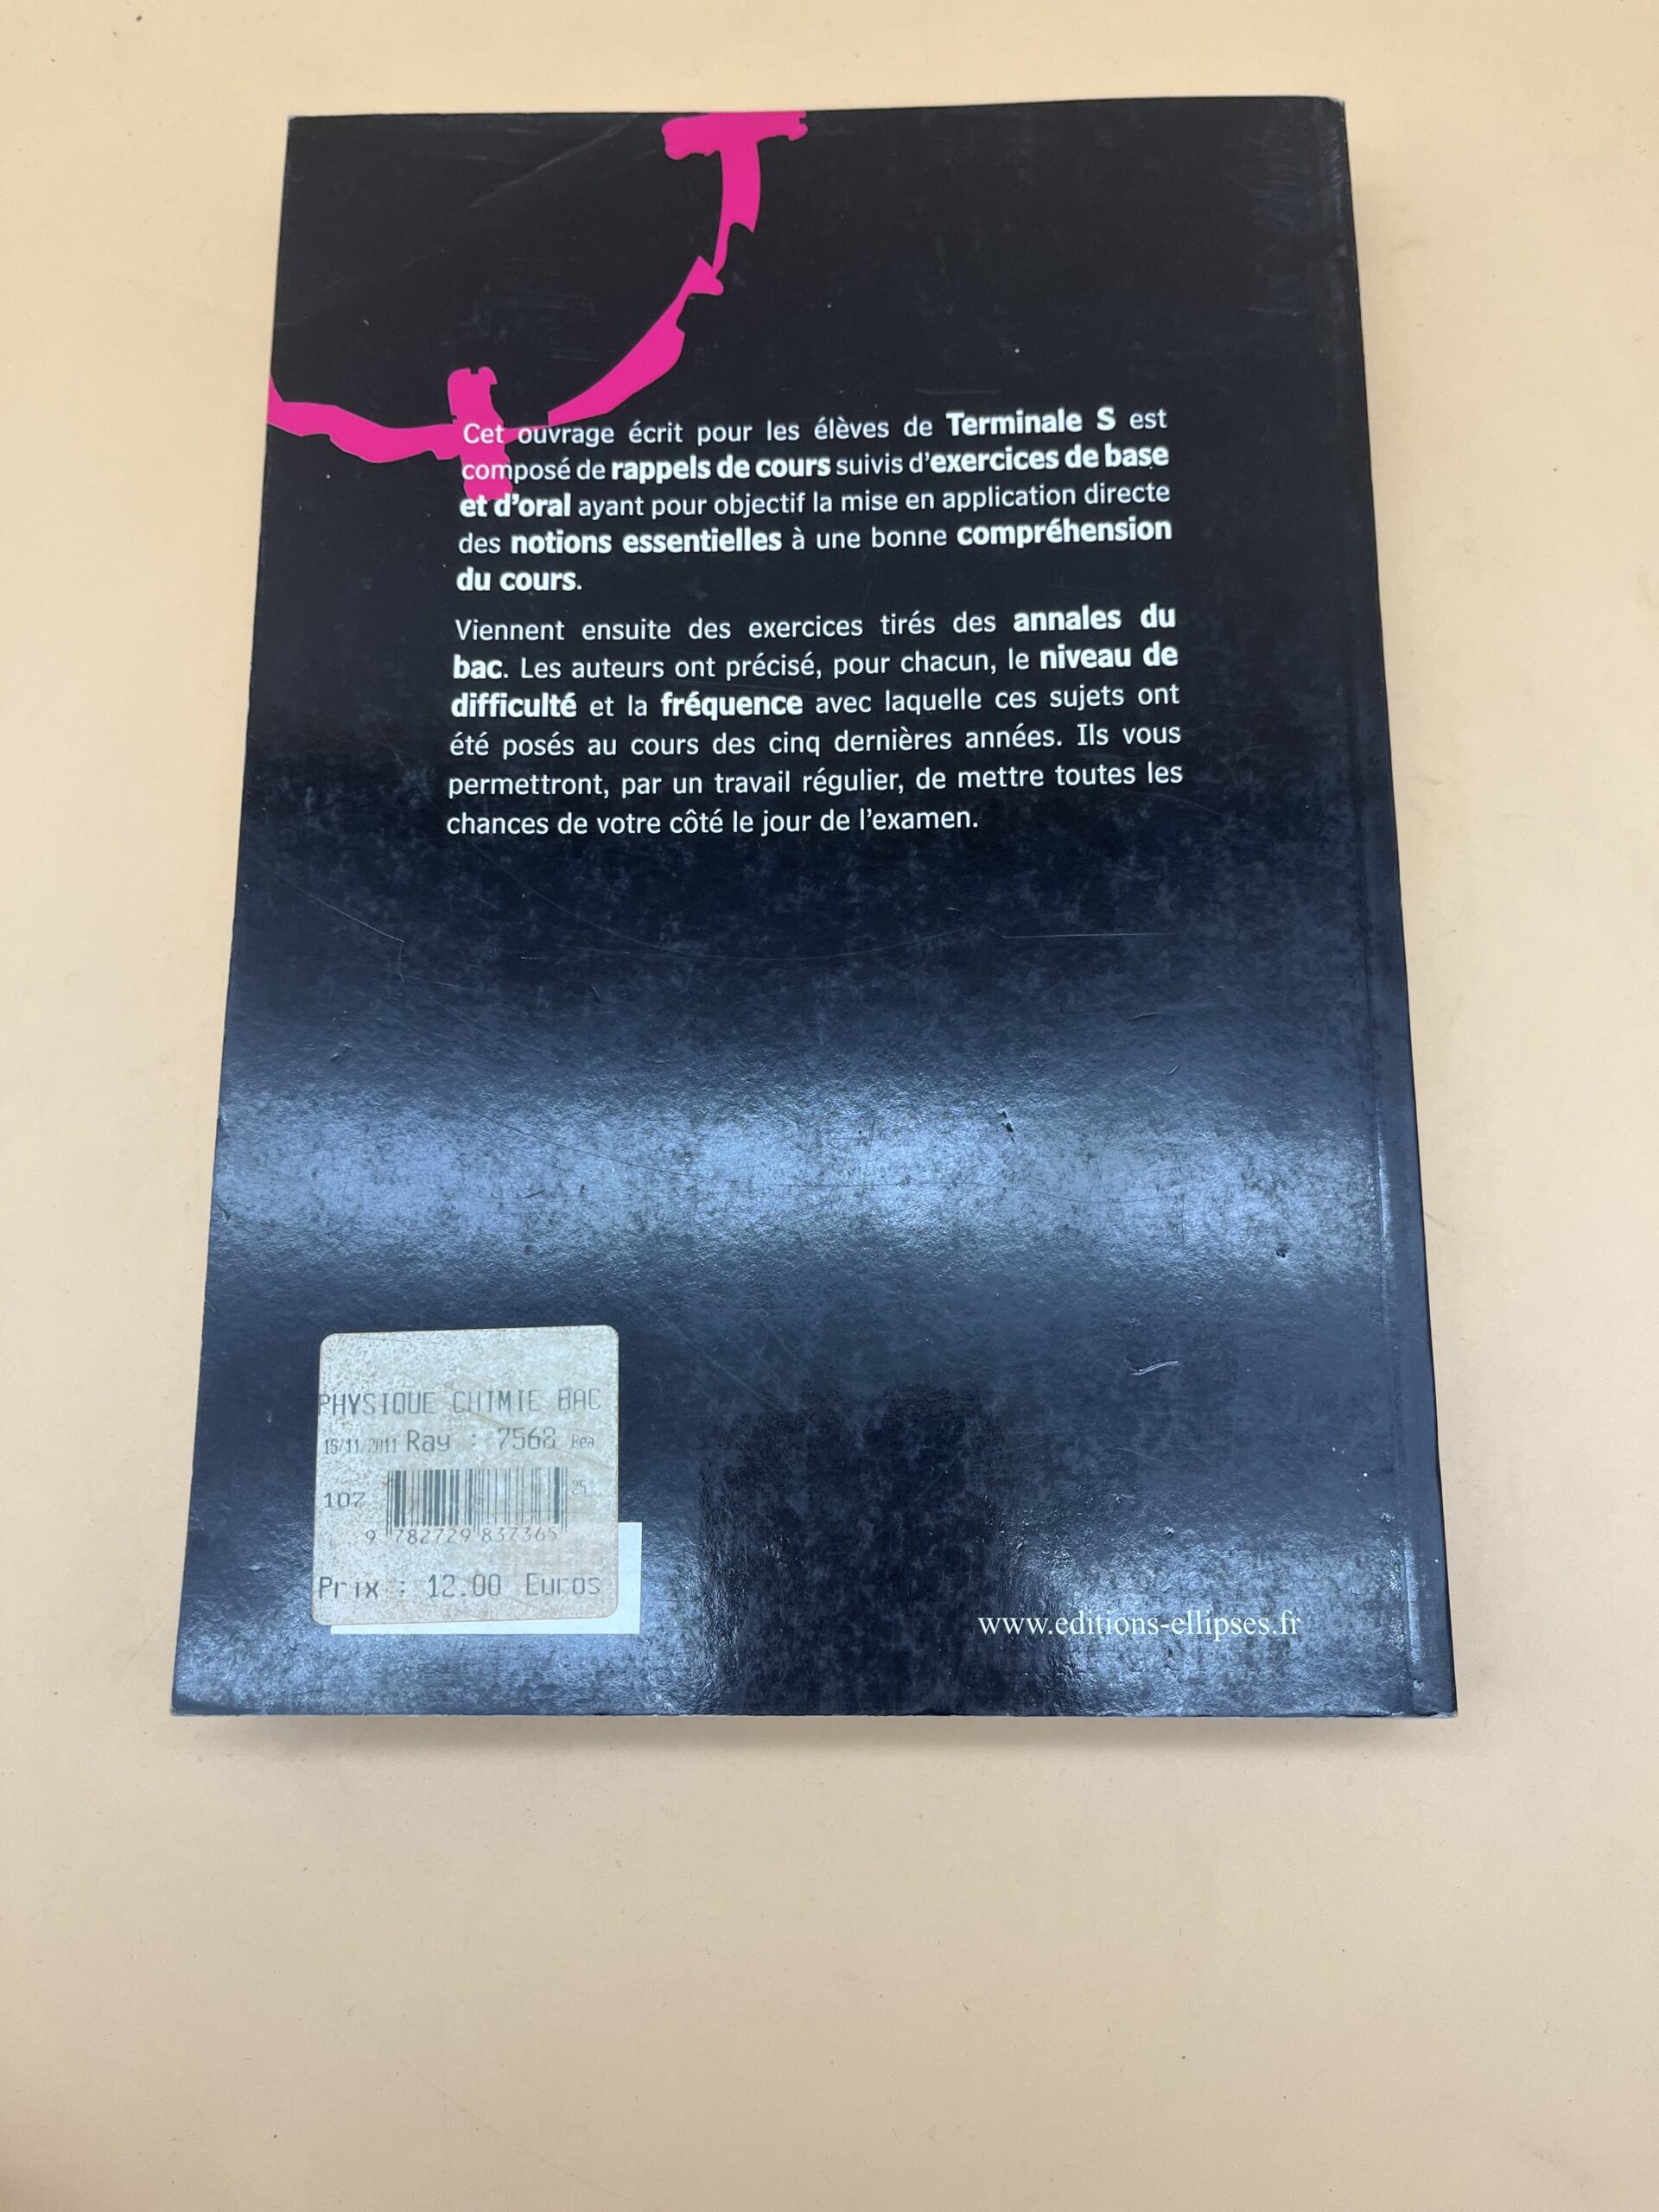 Cet ouvrage écrit pour les élèves de Terminale S est
composé de rappels de cours suivis d'exercices de base
et d'oral ayant pour objectif la mise en application directe
des notions essentielles à une bonne compréhension
du cours.
Viennent ensuite des exercices tirés des annales du
bac. Les auteurs ont précisé, pour chacun, le niveau de
difficulté et la fréquence avec laquelle ces sujets ont
été posés au cours des cinq dernières années. Ils vous
permettront, par un travail régulier, de mettre toutes les
chances de votre côté le jour de l'examen.
PHYSIQUE CHIMIE BAC
15/11/2011 Ray : 7568 Rea
107
25
9 782729 837365
Prix : 12.00 Euros
www.editions-ellipses.fr